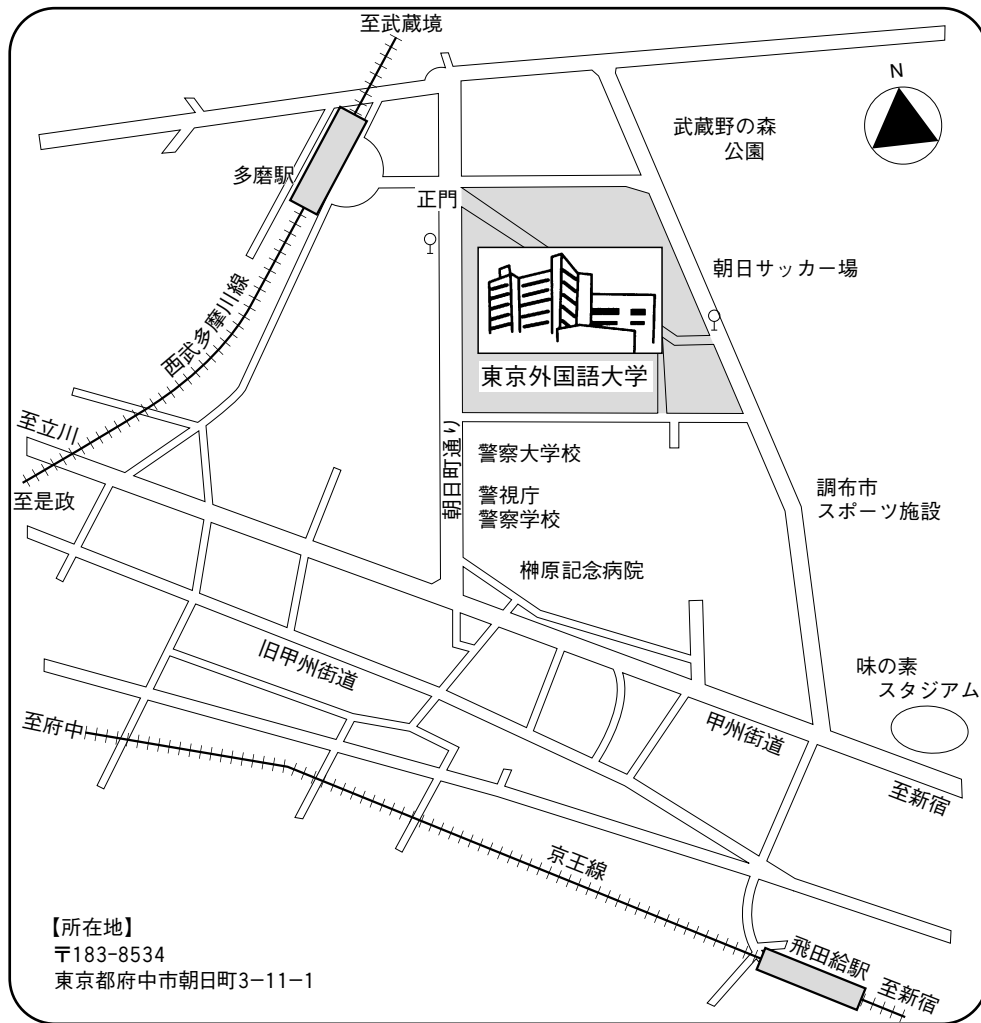 至武蔵境
N
武蔵野の森
公園
多磨駅
正門
朝日サッカー場
西武多摩川線
東京外国語大学
至立川
朝日町通り
警察大学校
至是政
警視庁
警察学校
調布市
スポーツ施設
榊原記念病院
旧甲州街道
味の素
スタジアム
至府中
甲州街道
至新宿
京王線
【所在地】
〒183-8534
東京都府中市朝日町3−11−1
飛田給駅
至新宿